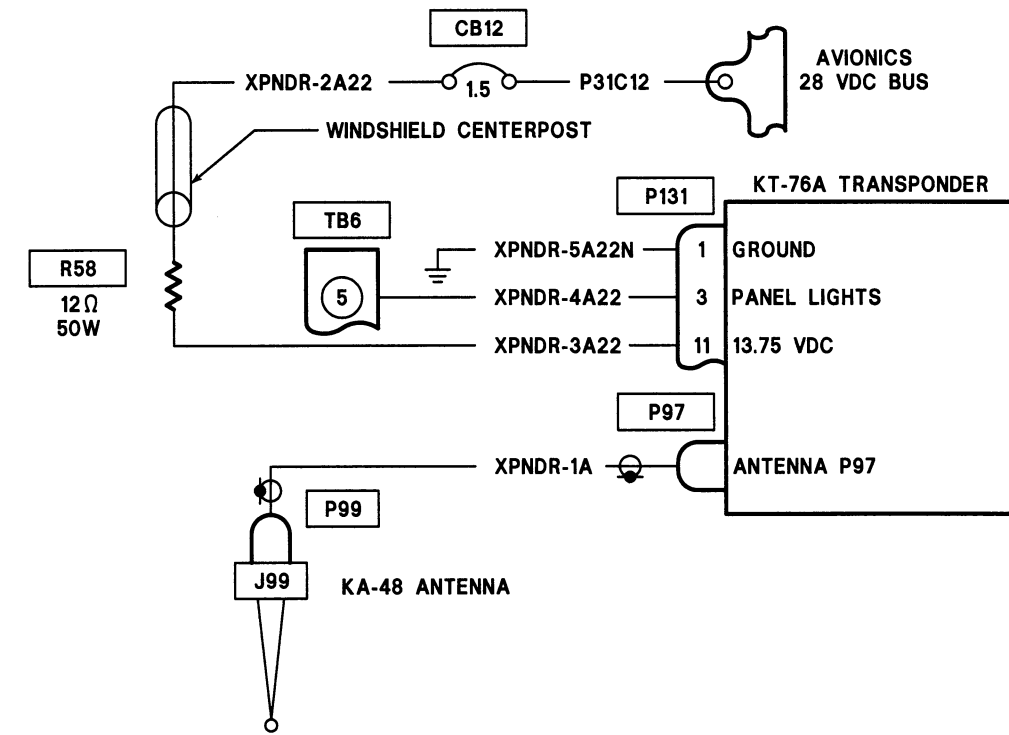 CB12
AVIONICS
28 VDC BUS
XPNDR-2A22
1.5
P31C12
WINDSHIELD CENTERPOST
KT-76A TRANSPONDER
P131
TB6
XPNDR-5A22N
1
GROUND
R58
12Ω
50W
5
XPNDR-4A22
3
PANEL LIGHTS
XPNDR-3A22
11
13.75 VDC
P97
XPNDR-1A
ANTENNA P97
P99
J99
KA-48 ANTENNA